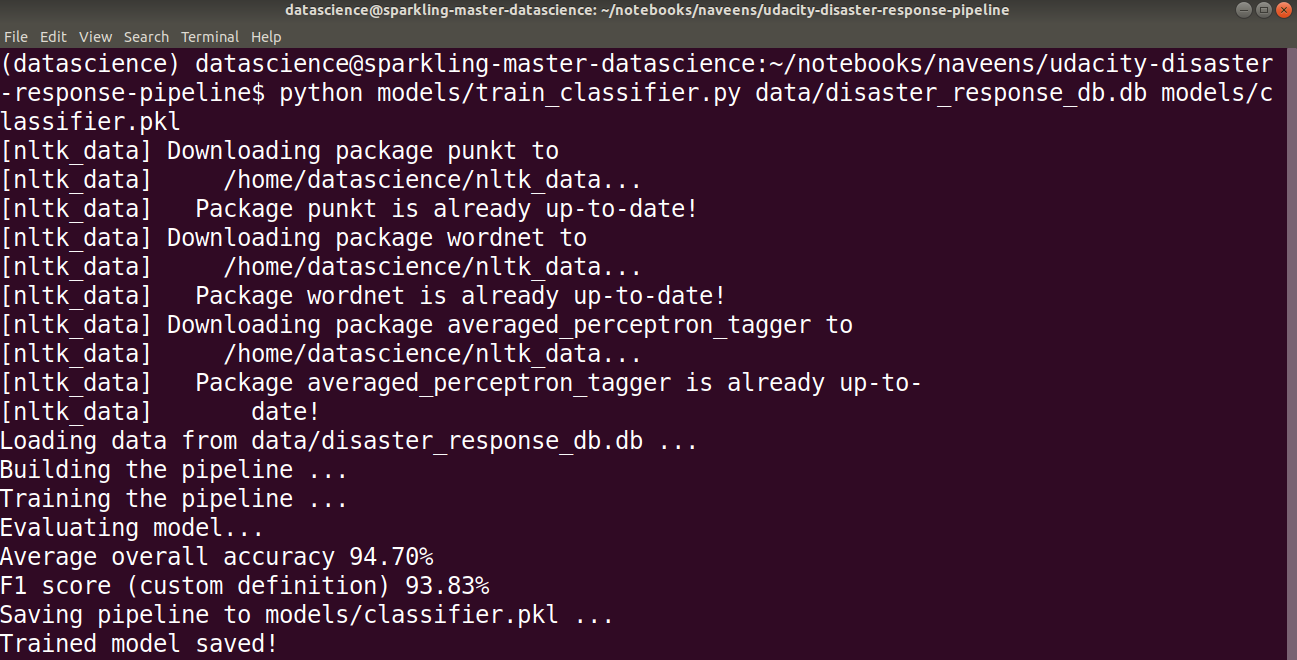 datascience@sparkling-master-datascience: ~/notebooks/naveens/udacity-disaster-response-pipeline
File Edit View Search Terminal Help
(datascience) datascience@sparkling-master-datascience:~/notebooks/naveens/udacity-disaster
-response-pipeline$ python models/train_classifier.py data/disaster_response_db.db models/c
lassifier.pkl
[nltk_data] Downloading package punkt to
[nltk_data]     /home/datascience/nltk_data...
[nltk_data]   Package punkt is already up-to-date!
[nltk_data] Downloading package wordnet to
[nltk_data]     /home/datascience/nltk_data...
[nltk_data]   Package wordnet is already up-to-date!
[nltk_data] Downloading package averaged_perceptron_tagger to
[nltk_data]     /home/datascience/nltk_data...
[nltk_data]   Package averaged_perceptron_tagger is already up-to-
[nltk_data]       date!
Loading data from data/disaster_response_db.db ...
Building the pipeline ...
Training the pipeline ...
Evaluating model...
Average overall accuracy 94.70%
F1 score (custom definition) 93.83%
Saving pipeline to models/classifier.pkl ...
Trained model saved!